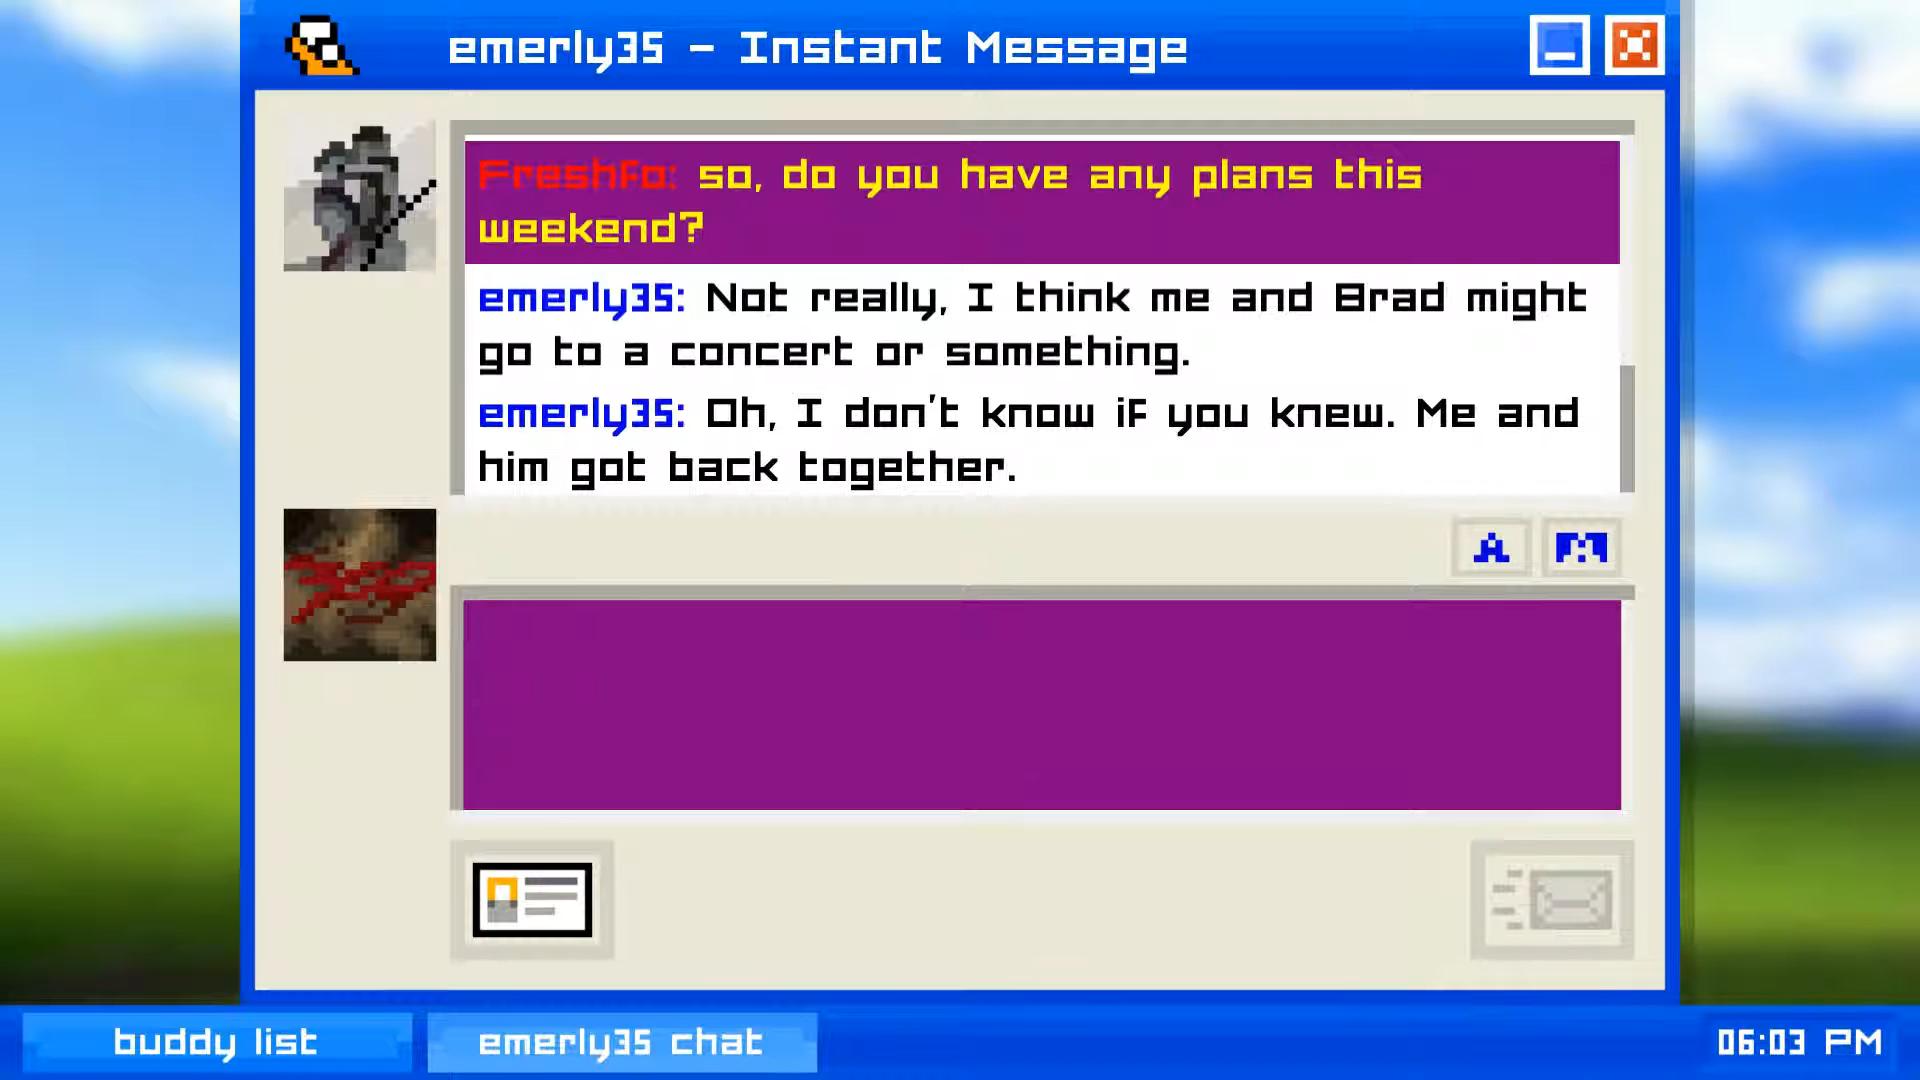 emerly35 - Instant Message
FreshFo: so, do you have any plans this
weekend?
emerly35: Not really, I think me and Brad might
go to a concert or something.
emerly35: Oh, I don't know if you knew. Me and
him got back together.
A
buddy list
emerly35 chat
06:03 PM